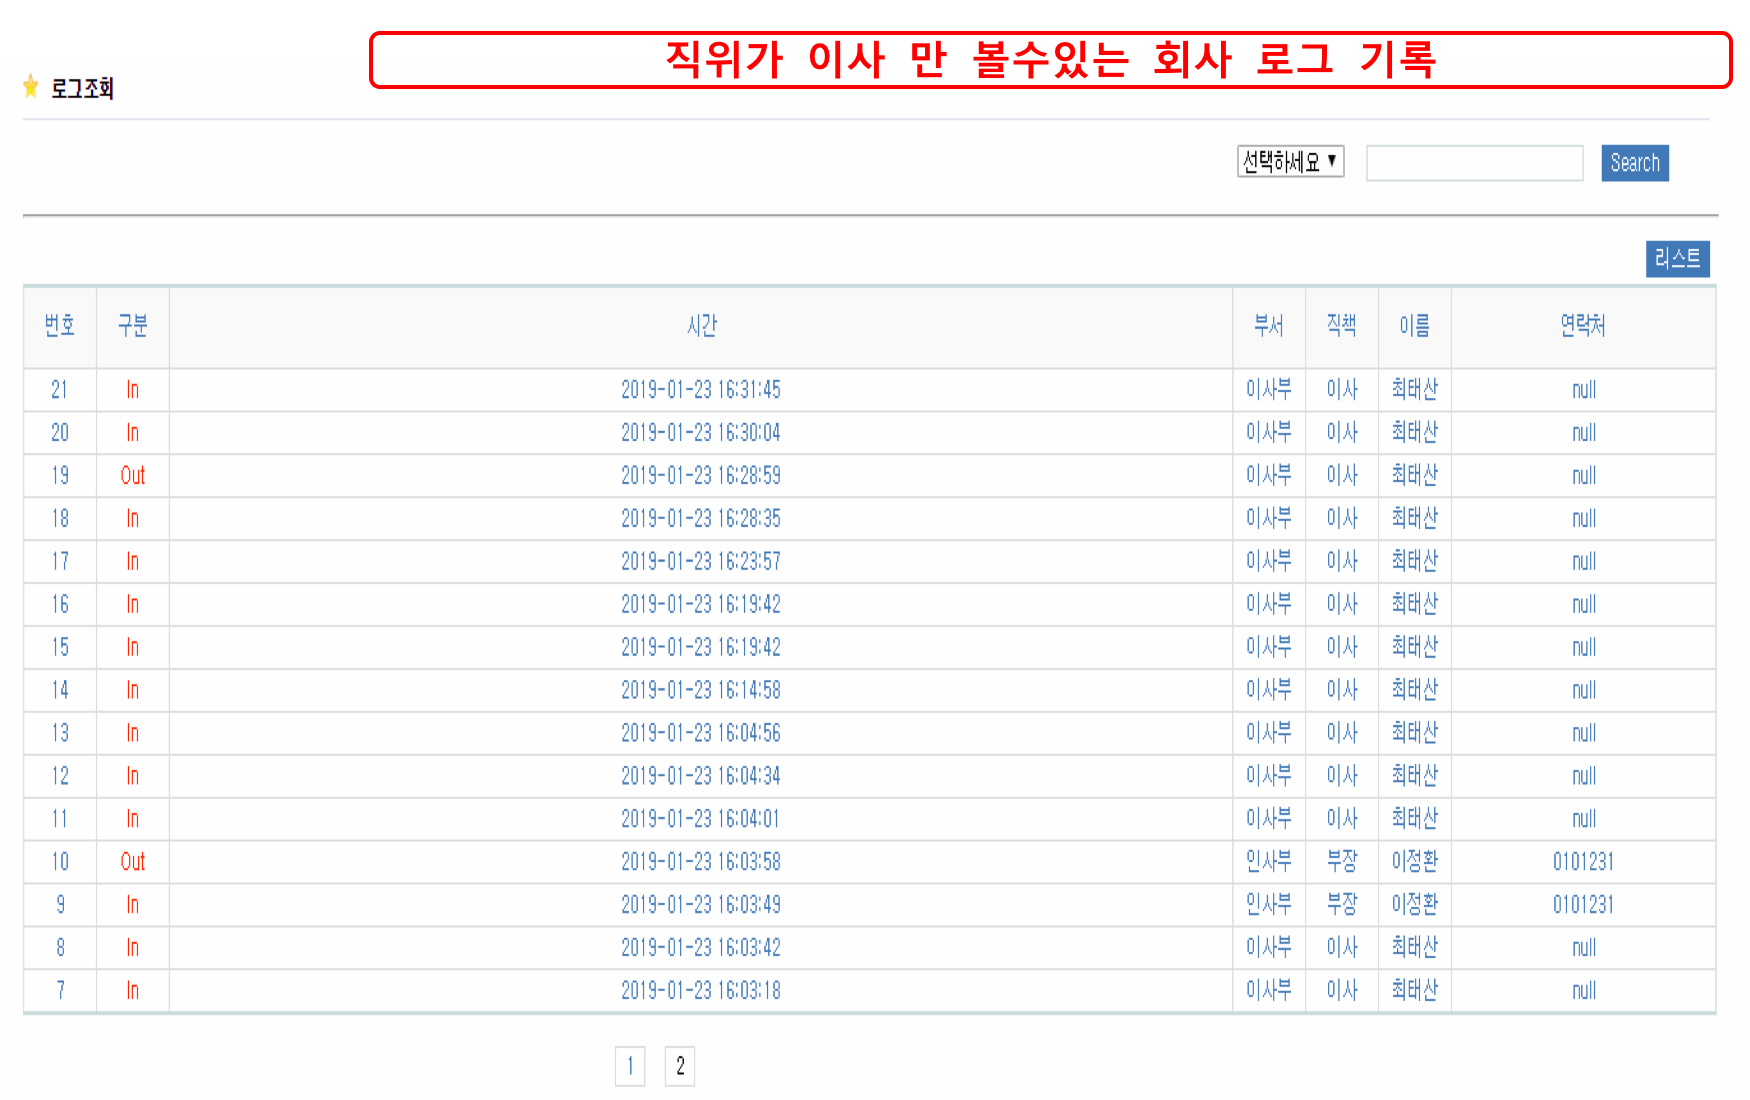 직위가 이사 만 볼수있는 회사 로그 기록
로그조회
선택하세요 ▼ Search
리스트
번호 구분 시간 부서 직책 이름 연락처
21 In 2019-01-23 16:31:45 이사부 이사 최태산 null
20 In 2019-01-23 16:30:04 이사부 이사 최태산 null
19 Out 2019-01-23 16:28:59 이사부 이사 최태산 null
18 In 2019-01-23 16:28:35 이사부 이사 최태산 null
17 In 2019-01-23 16:23:57 이사부 이사 최태산 null
16 In 2019-01-23 16:19:42 이사부 이사 최태산 null
15 In 2019-01-23 16:19:42 이사부 이사 최태산 null
14 In 2019-01-23 16:14:58 이사부 이사 최태산 null
13 In 2019-01-23 16:04:56 이사부 이사 최태산 null
12 In 2019-01-23 16:04:34 이사부 이사 최태산 null
11 In 2019-01-23 16:04:01 이사부 이사 최태산 null
10 Out 2019-01-23 16:03:58 인사부 부장 이정환 0101231
9 In 2019-01-23 16:03:49 인사부 부장 이정환 0101231
8 In 2019-01-23 16:03:42 이사부 이사 최태산 null
7 In 2019-01-23 16:03:18 이사부 이사 최태산 null
1 2